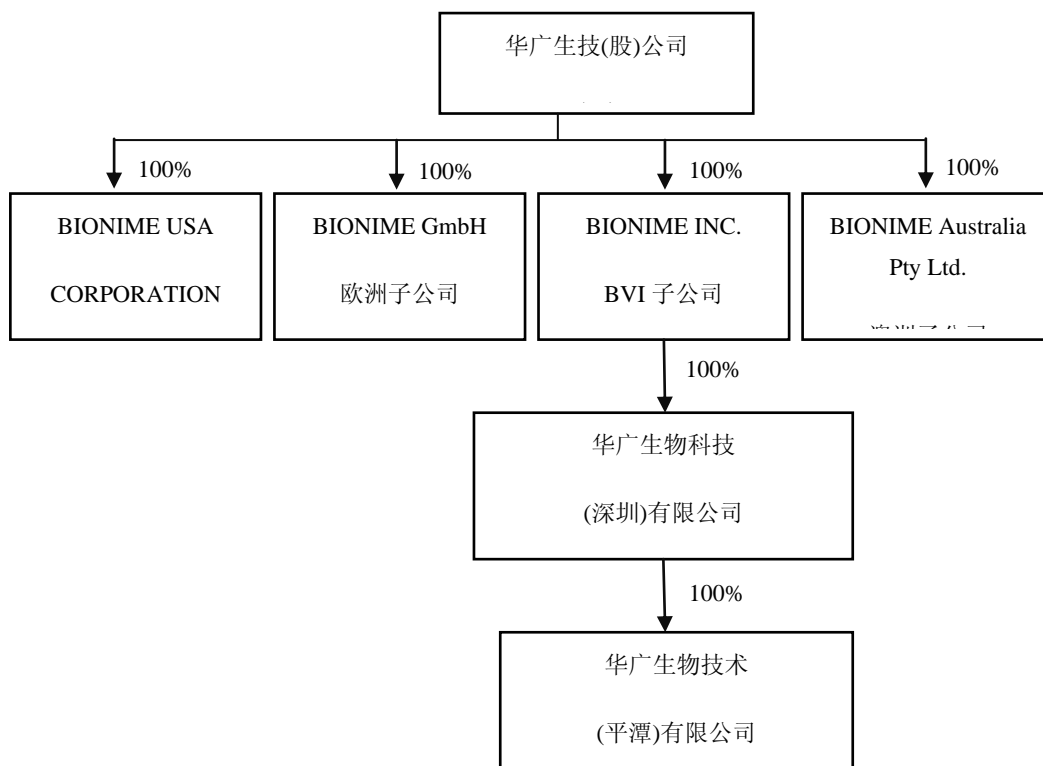 华广生技(股)公司
100%
100%
100%
100%
BIONIME USA
CORPORATION
BIONIME GmbH
欧洲子公司
BIONIME INC.
BVI 子公司
BIONIME Australia
Pty Ltd.
100%
华广生物科技
(深圳)有限公司
100%
华广生物技术
(平潭)有限公司